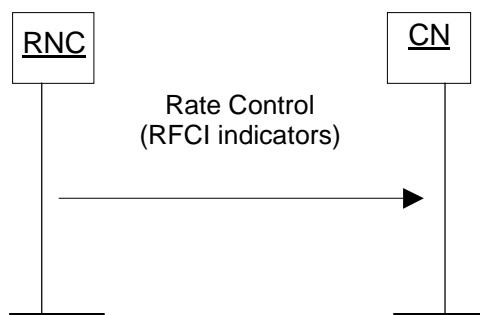 RNC
CN
Rate Control
(RFCI indicators)